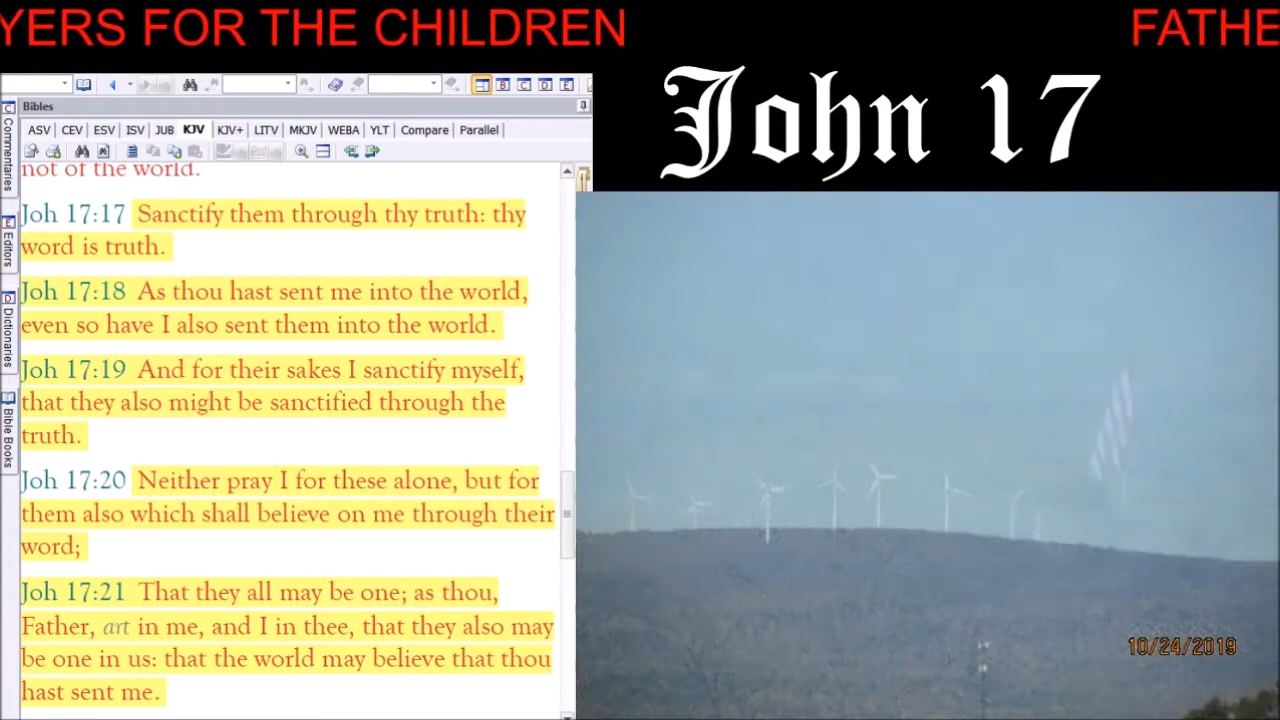 YERS FOR THE CHILDREN FATHE
John 17
Bibles
ASV CEV ESV ISV JUB KJV KJV+ LITV MKJV WEBA YLT Compare Parallel
Commentaries
Editors
Dictionaries
Bible Books
not of the world.
Joh 17:17 Sanctify them through thy truth: thy
word is truth.
Joh 17:18 As thou hast sent me into the world,
even so have I also sent them into the world.
Joh 17:19 And for their sakes I sanctify myself,
that they also might be sanctified through the
truth.
Joh 17:20 Neither pray I for these alone, but for
them also which shall believe on me through their
word;
Joh 17:21 That they all may be one; as thou,
Father, art in me, and I in thee, that they also may
be one in us: that the world may believe that thou
hast sent me.
10/24/2019